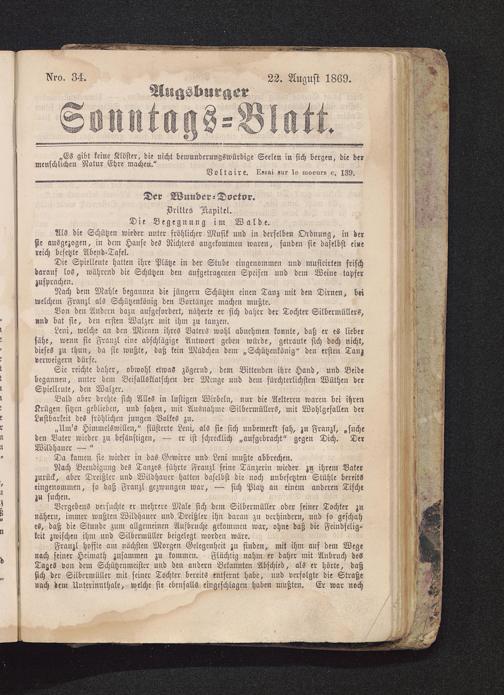 Nro. 34. 22. August 1869.
Augsburger
Sonntags=Blatt.
„Es gibt keine Klöster, die nicht bewunderungswürdige Seelen in sich bergen, die der
menschlichen Natur Ehre machen.“
Voltaire. Essai sur le moeurs c. 139.
Der Wunder=Doctor.
Drittes Kapitel.
Die Begegnung im Walde.
Als die Schützen wieder unter fröhlicher Musik und in derselben Ordnung, in der
sie ausgezogen, in dem Hause des Richters angekommen waren, fanden sie daselbst eine
reich besetzte Abend=Tafel.
Die Spielleute hatten ihre Plätze in der Stube eingenommen und musicirten frisch
darauf los, während die Schützen den aufgetragenen Speisen und dem Weine tapfer
zusprachen.
Nach dem Mahle begannen die jüngern Schützen einen Tanz mit den Dirnen, bei
welchem Franzl als Schützenkönig den Vortänzer machen mußte.
Von den Andern dazu aufgefordert, näherte er sich daher der Tochter Silbermüllers,
und bat sie, den ersten Walzer mit ihm zu tanzen.
Leni, welche an den Mienen ihres Vaters wohl abnehmen konnte, daß er es lieber
sähe, wenn sie Franzl eine abschlägige Antwort geben würde, getraute sich doch nicht,
dieses zu thun, da sie wußte, daß kein Mädchen dem „Schützenkönig“ den ersten Tanz
verweigern dürfe.
Sie reichte daher, obwohl etwas zögernd, dem Bittenden ihre Hand, und Beide
begannen, unter dem Beifallklatschen der Menge und dem fürchterlichsten Wüthen der
Spielleute, den Walzer.
Bald aber drehte sich Alles in lustigen Wirbeln, nur die Aelteren waren bei ihren
Krügen sitzen geblieben, und sahen, mit Ausnahme Silbermüllers, mit Wohlgefallen der
Lustbarkeit des fröhlichen jungen Volkes zu.
„Um's Himmelswillen,“ flüsterte Leni, als sie sich unbemerkt sah, zu Franzl, „suche
den Vater wieder zu besänftigen, — er ist schrecklich „aufgebracht“ gegen Dich. Der
Wildhauer —“
Da kamen sie wieder in das Gewirre und Leni mußte abbrechen.
Nach Beendigung des Tanzes führte Franzl seine Tänzerin wieder zu ihrem Vater
zurück, aber Dreißler und Wildhauer hatten daselbst die noch unbesetzten Stühle bereits
eingenommen, so daß Franzl gezwungen war, — sich Platz an einem anderen Tische
zu suchen.
Vergebens versuchte er mehrere Male sich dem Silbermüller oder seiner Tochter zu
nähern, immer wußten Wildhauer und Dreißler ihn daran zu verhindern, und so geschah
es, daß die Stunde zum allgemeinen Aufbruche gekommen war, ohne daß die Feindselig=
keit zwischen ihm und Silbermüller beigelegt worden wäre.
Franzl hoffte am nächsten Morgen Gelegenheit zu finden, mit ihm auf dem Wege
nach seiner Heimath zusammen zu kommen. Flüchtig nahm er daher mit Anbruch des
Tages von dem Schützenmeister und den andern Bekannten Abschied, als er hörte, daß
sich der Silbermüller mit seiner Tochter bereits entfernt habe, und verfolgte die Straße
nach dem Unterinnthale, welche sie ebenfalls eingeschlagen haben mußten. Er war noch